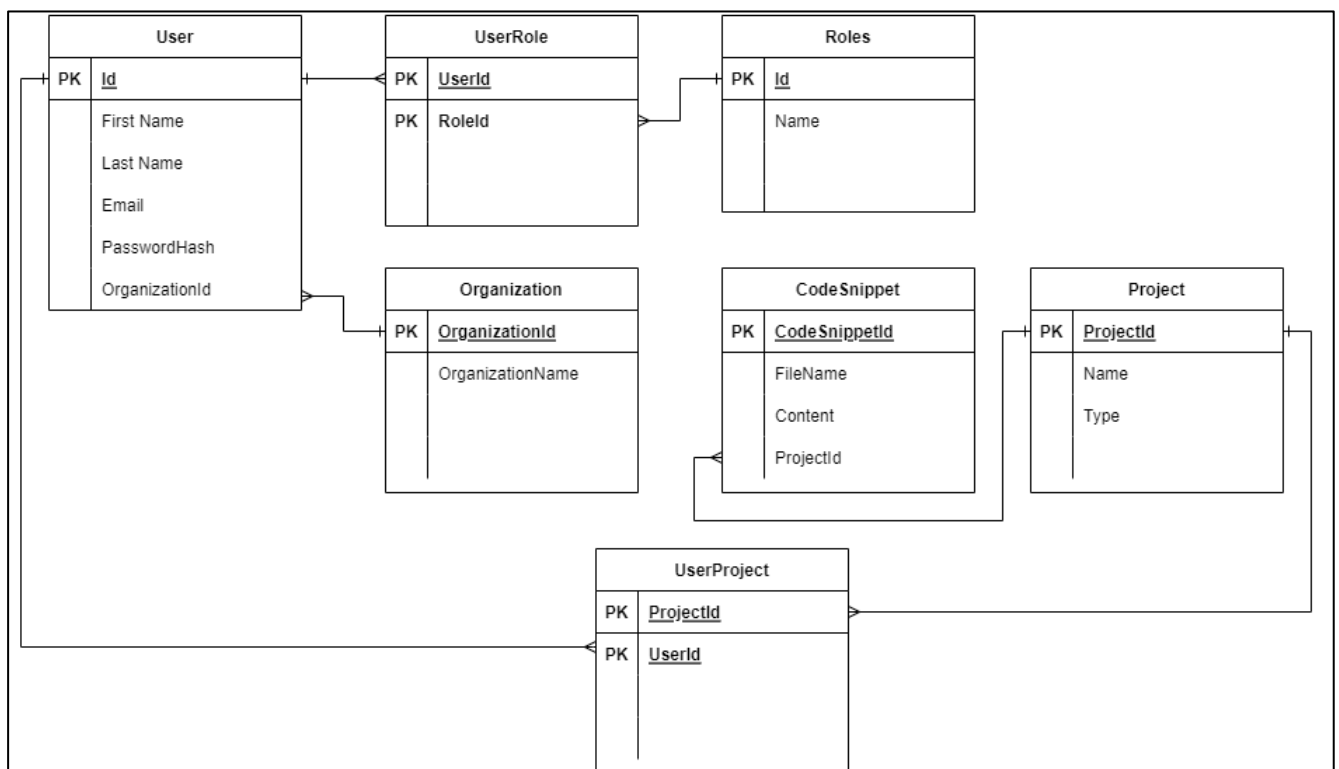 User
PK Id
First Name
Last Name
Email
PasswordHash
OrganizationId
UserRole
PK UserId
PK RoleId
Roles
PK Id
Name
Organization
PK OrganizationId
OrganizationName
CodeSnippet
PK CodeSnippetId
FileName
Content
ProjectId
Project
PK ProjectId
Name
Type
UserProject
PK ProjectId
PK UserId